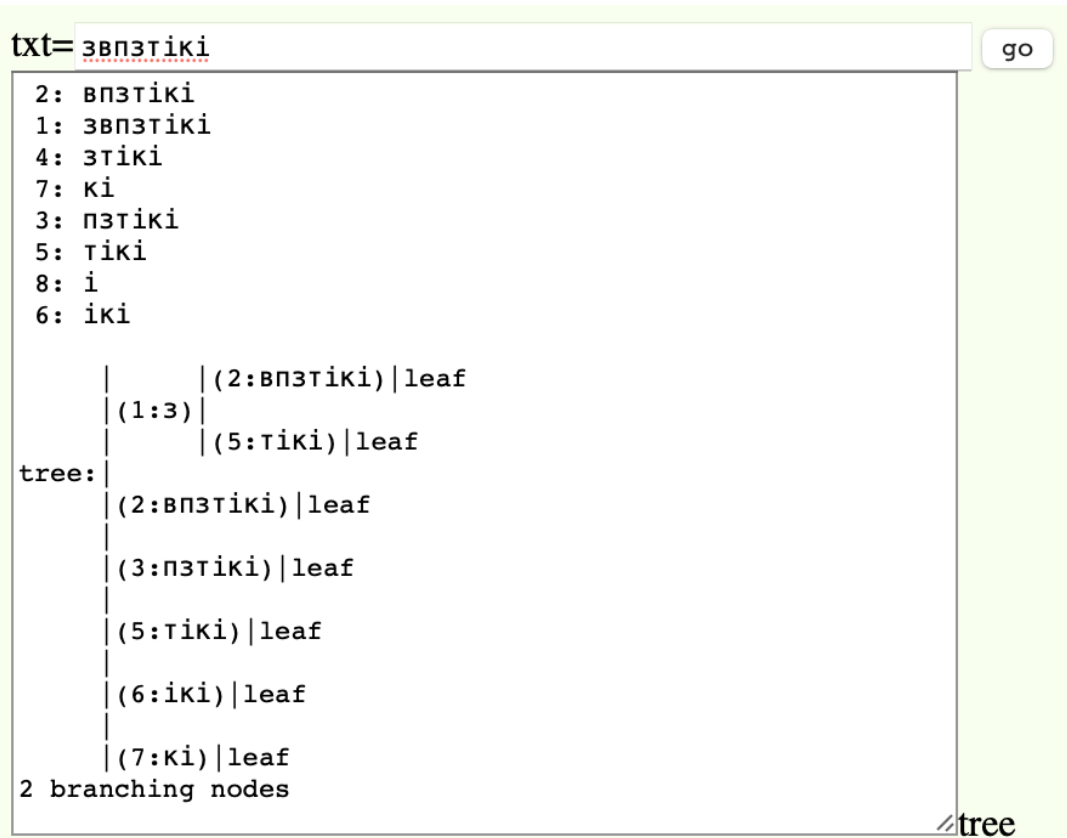 txt= звпзтікі go
2: впзтікі
1: звпзтікі
4: зтікі
7: кі
3: пзтікі
5: тікі
8: і
6: ікі
|     |(2:впзтікі)|leaf
|(1:з)|
|     |(5:тікі)|leaf
tree:|
|(2:впзтікі)|leaf
|
|(3:пзтікі)|leaf
|
|(5:тікі)|leaf
|
|(6:ікі)|leaf
|
|(7:кі)|leaf
2 branching nodes
tree